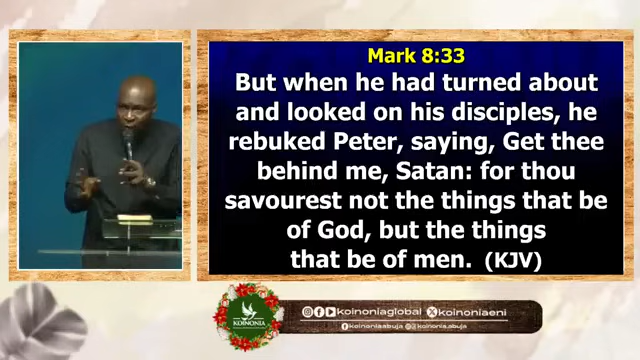 Mark 8:33
But when he had turned about
and looked on his disciples, he
rebuked Peter, saying, Get thee
behind me, Satan: for thou
savourest not the things that be
of God, but the things
that be of men. (KJV)
KOINONIA
koinoniaglobal koinoniaeni
koinoniaabuja koinonia.abuja